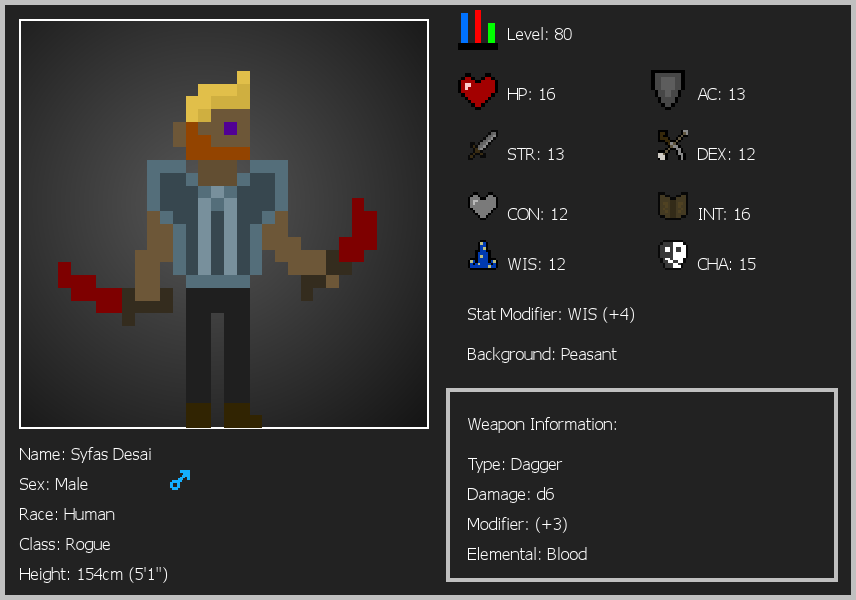 Level: 80
HP: 16
AC: 13
STR: 13
DEX: 12
CON: 12
INT: 16
WIS: 12
CHA: 15
Stat Modifier: WIS (+4)
Background: Peasant
Weapon Information:
Type: Dagger
Damage: d6
Modifier: (+3)
Elemental: Blood
Name: Syfas Desai
Sex: Male
Race: Human
Class: Rogue
Height: 154cm (5'1")